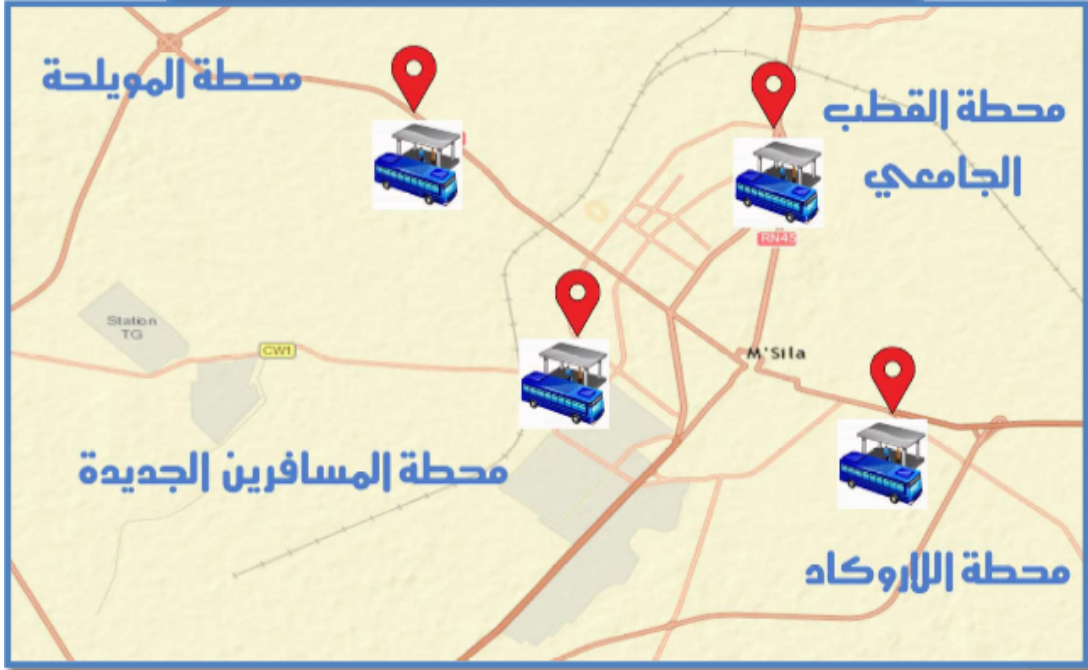 محطة المويلحة
محطة القطب
الجامعي
RN45
Station
TG
CW1
M'Sila
محطة المسافرين الجديدة
محطة اللاروكاد